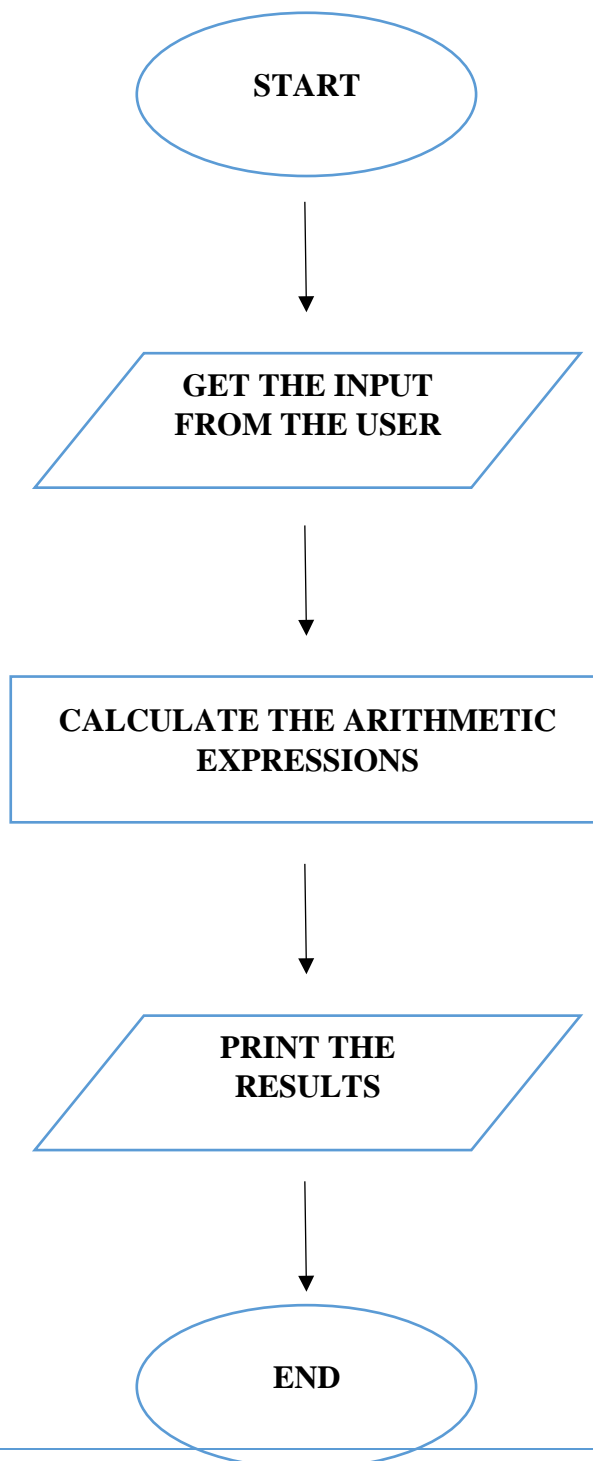 START
GET THE INPUT
FROM THE USER
CALCULATE THE ARITHMETIC
EXPRESSIONS
PRINT THE
RESULTS
END